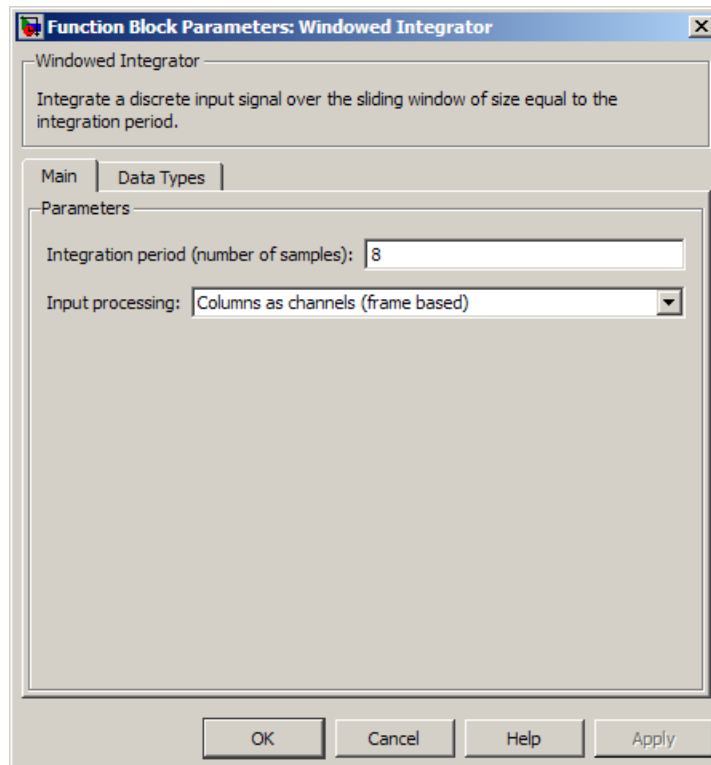 Function Block Parameters: Windowed Integrator
Windowed Integrator
Integrate a discrete input signal over the sliding window of size equal to the
integration period.
Main Data Types
Parameters
Integration period (number of samples): 8
Input processing: Columns as channels (frame based)
OK Cancel Help Apply